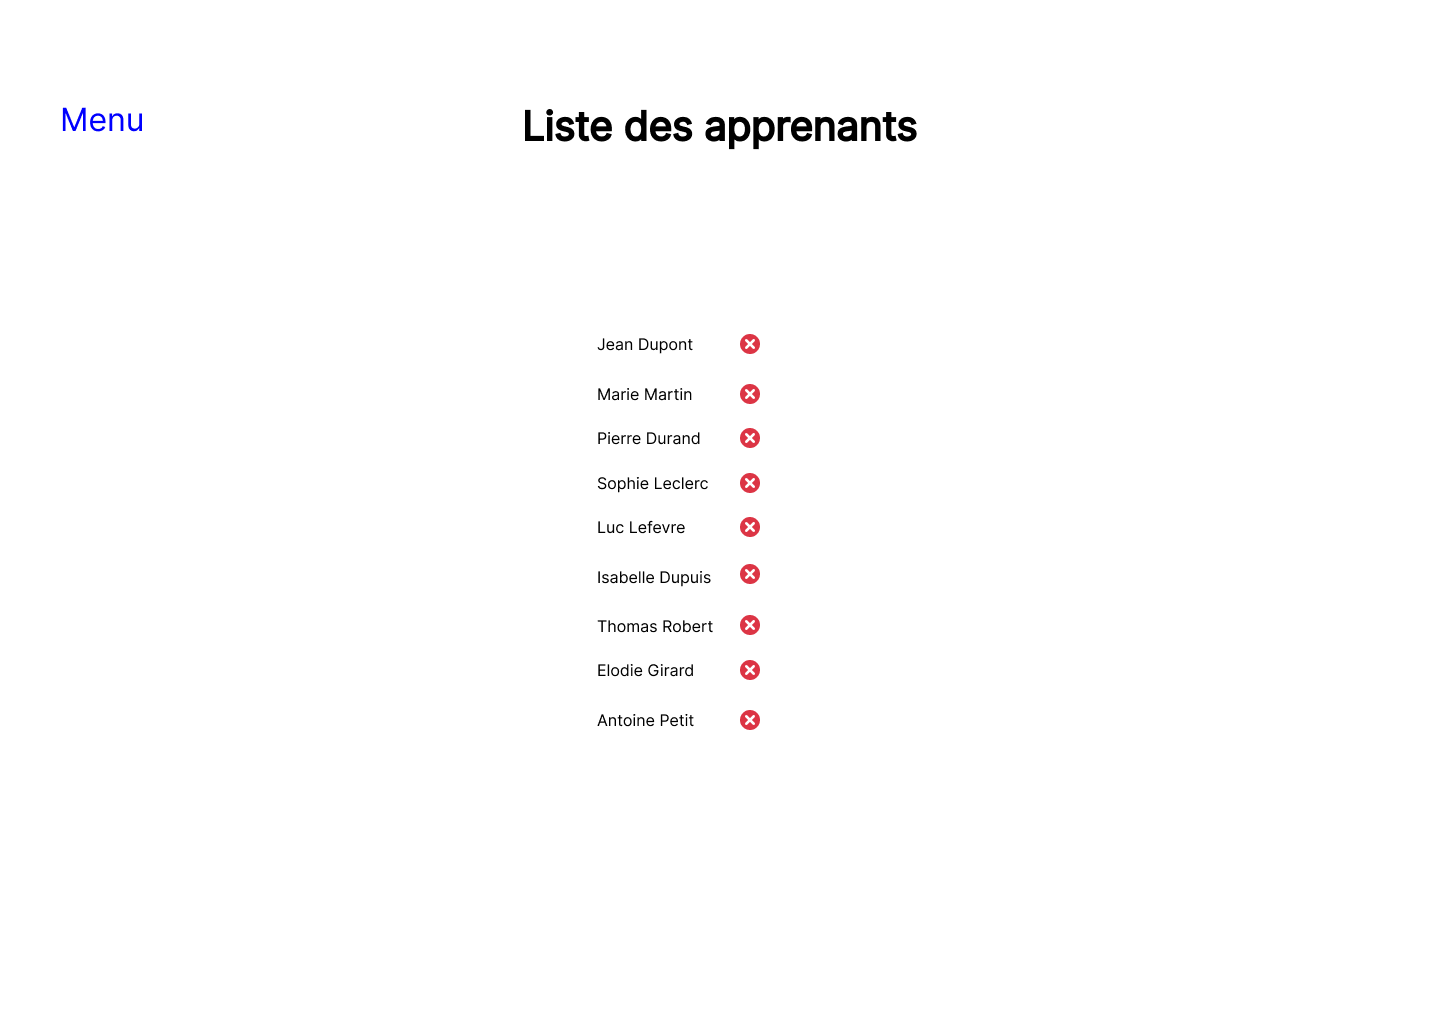 Menu
Liste des apprenants
Jean Dupont
Marie Martin
Pierre Durand
Sophie Leclerc
Luc Lefevre
Isabelle Dupuis
Thomas Robert
Elodie Girard
Antoine Petit